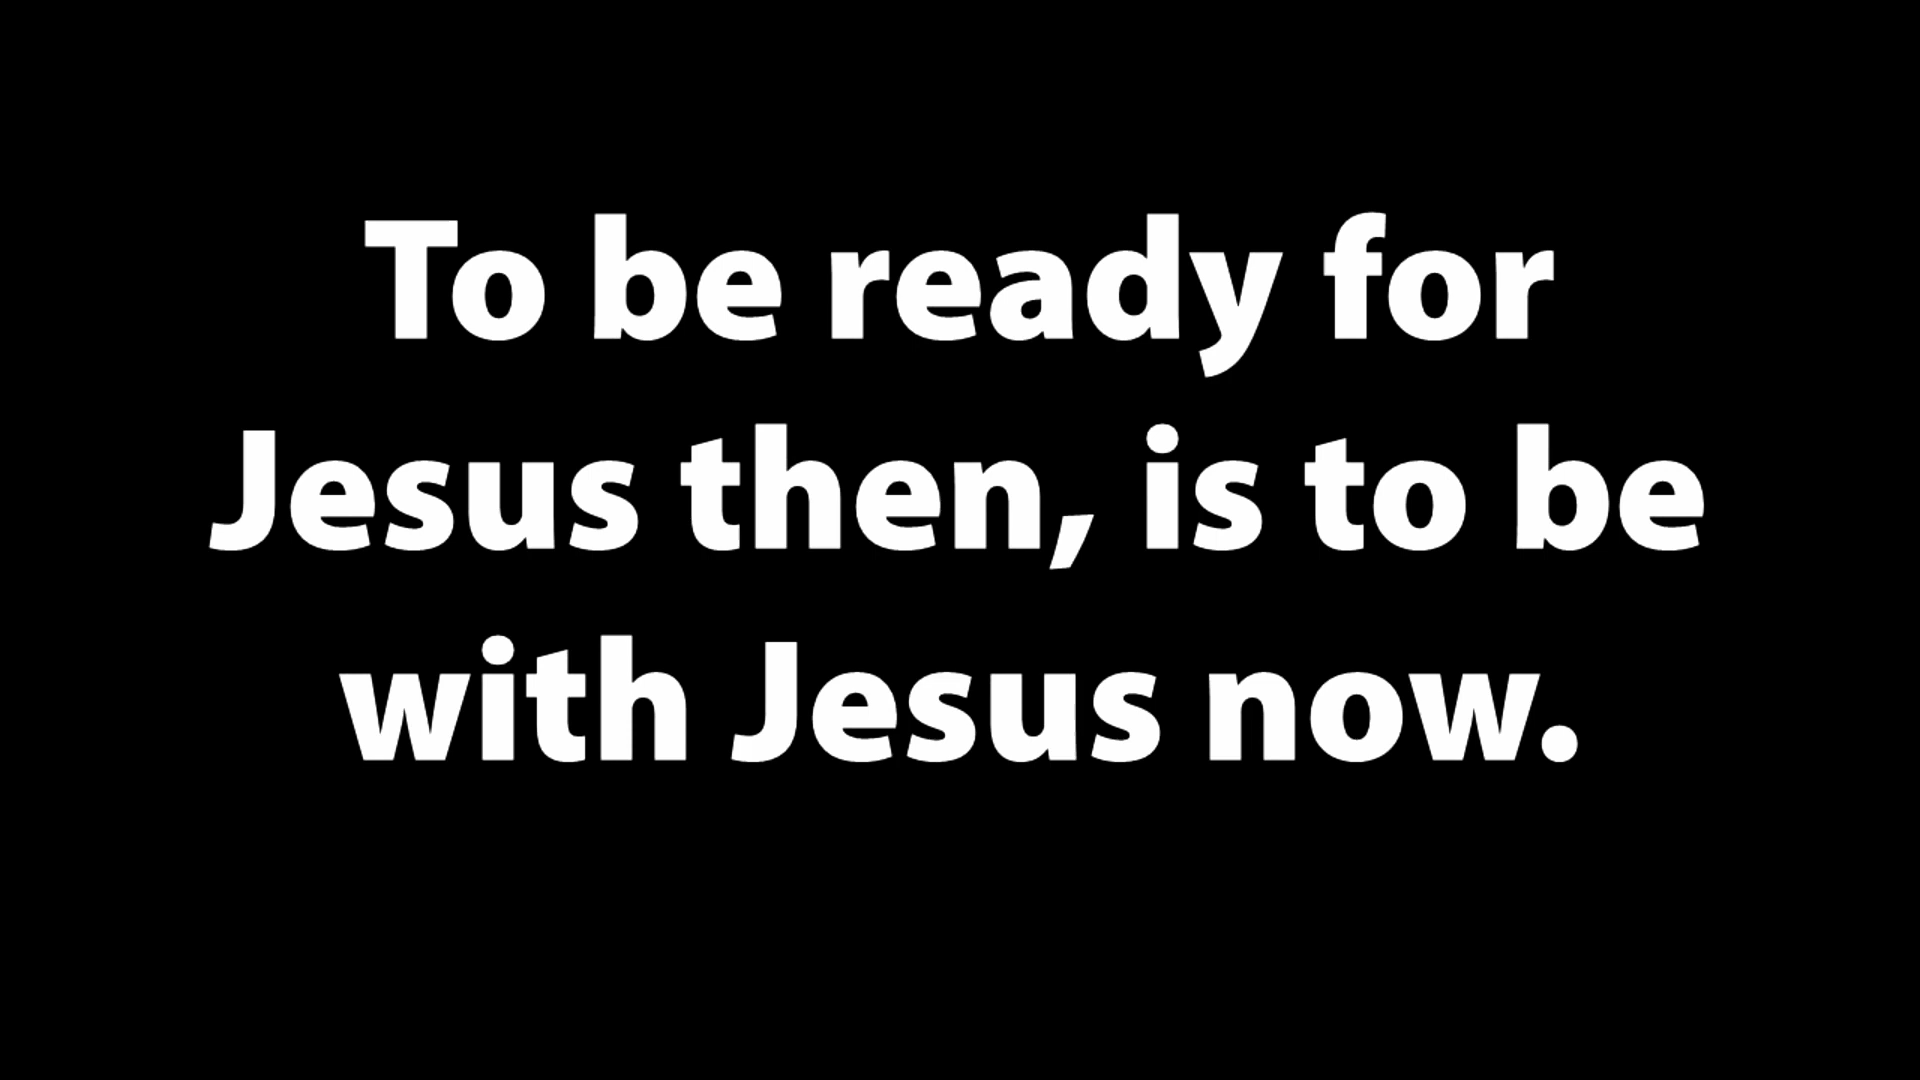 To be ready for
Jesus then, is to be
with Jesus now.